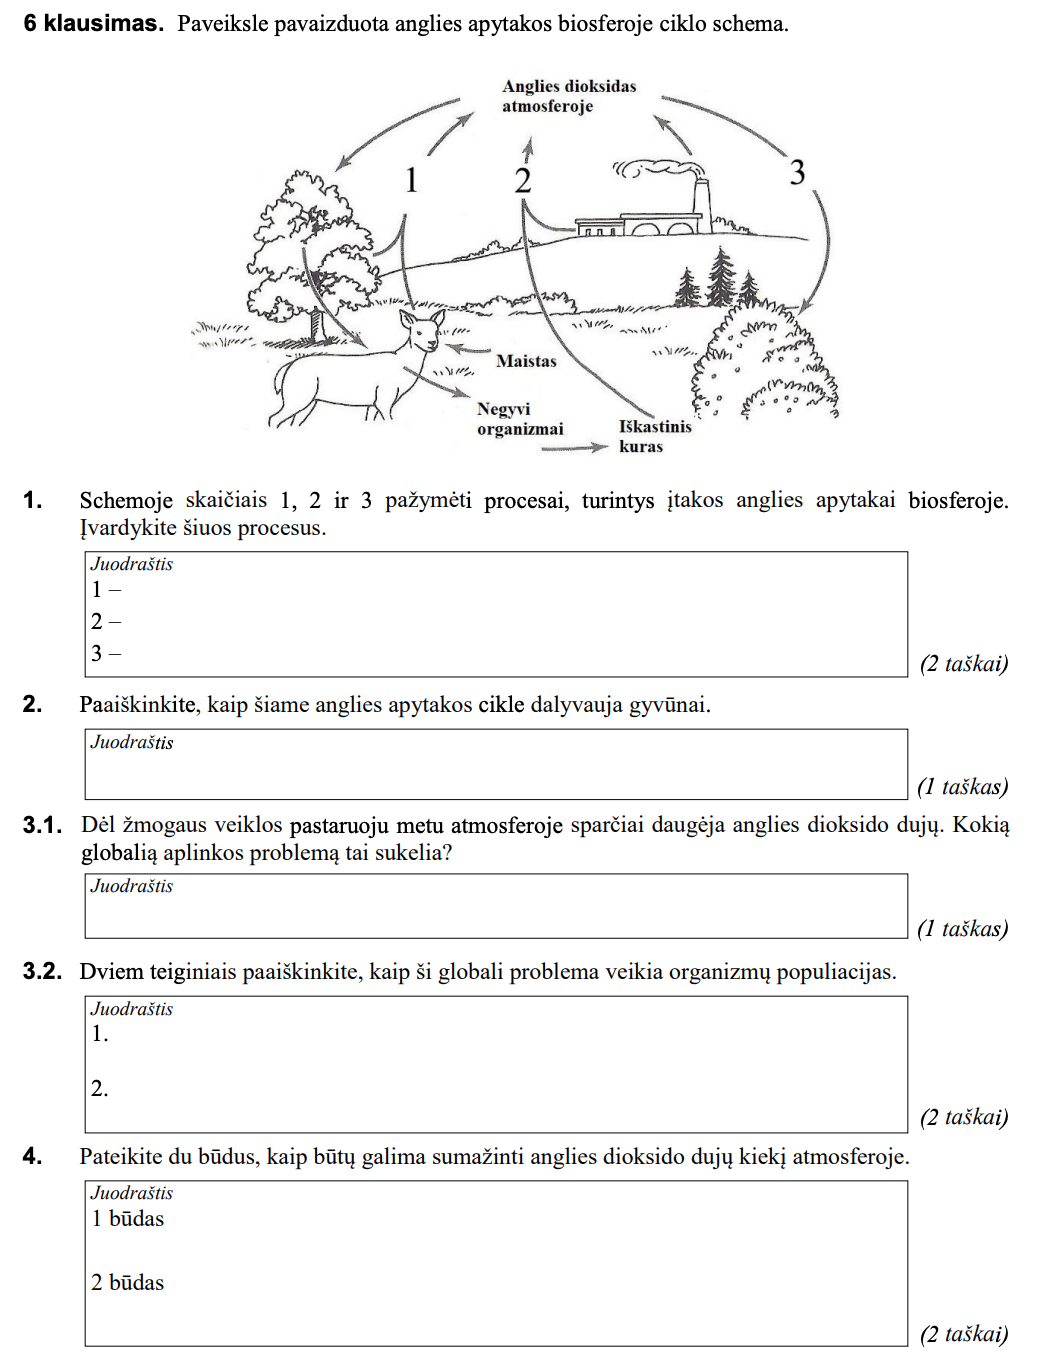 6 klausimas. Paveiksle pavaizduota anglies apytakos biosferoje ciklo schema.
Anglies dioksidas
atmosferoje
1
2
3
Maistas
Negyvi
organizmai
Iškastinis
kuras
1. Schemoje skaičiais 1, 2 ir 3 pažymėti procesai, turintys įtakos anglies apytakai biosferoje.
Įvardykite šiuos procesus.
Juodraštis
1 –
2 –
3 –
(2 taškai)
2. Paaiškinkite, kaip šiame anglies apytakos cikle dalyvauja gyvūnai.
Juodraštis
(1 taškas)
3.1. Dėl žmogaus veiklos pastaruoju metu atmosferoje sparčiai daugėja anglies dioksido dujų. Kokią
globalią aplinkos problemą tai sukelia?
Juodraštis
(1 taškas)
3.2. Dviem teiginiais paaiškinkite, kaip ši globali problema veikia organizmų populiacijas.
Juodraštis
1.
2.
(2 taškai)
4. Pateikite du būdus, kaip būtų galima sumažinti anglies dioksido dujų kiekį atmosferoje.
Juodraštis
1 būdas
2 būdas
(2 taškai)